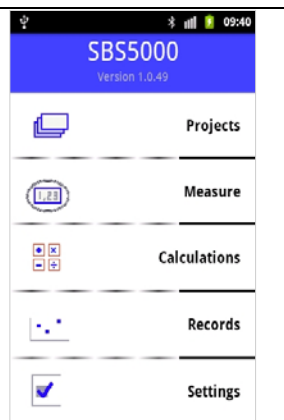 09:40
SBS5000
Version 1.0.49
Projects
1,23
Measure
Calculations
Records
Settings